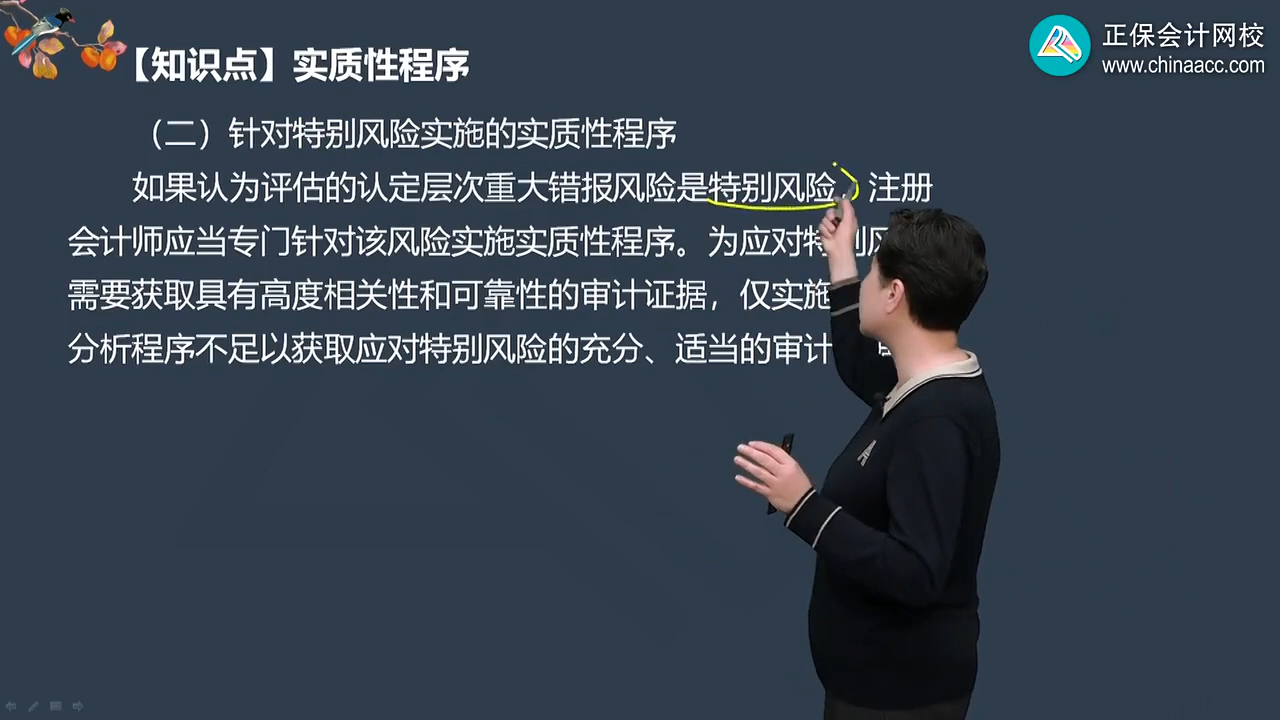 正保会计网校
www.chinaacc.com
【知识点】实质性程序
（二）针对特别风险实施的实质性程序
如果认为评估的认定层次重大错报风险是特别风险，注册
会计师应当专门针对该风险实施实质性程序。为应对特别风
需要获取具有高度相关性和可靠性的审计证据，仅实施
分析程序不足以获取应对特别风险的充分、适当的审计